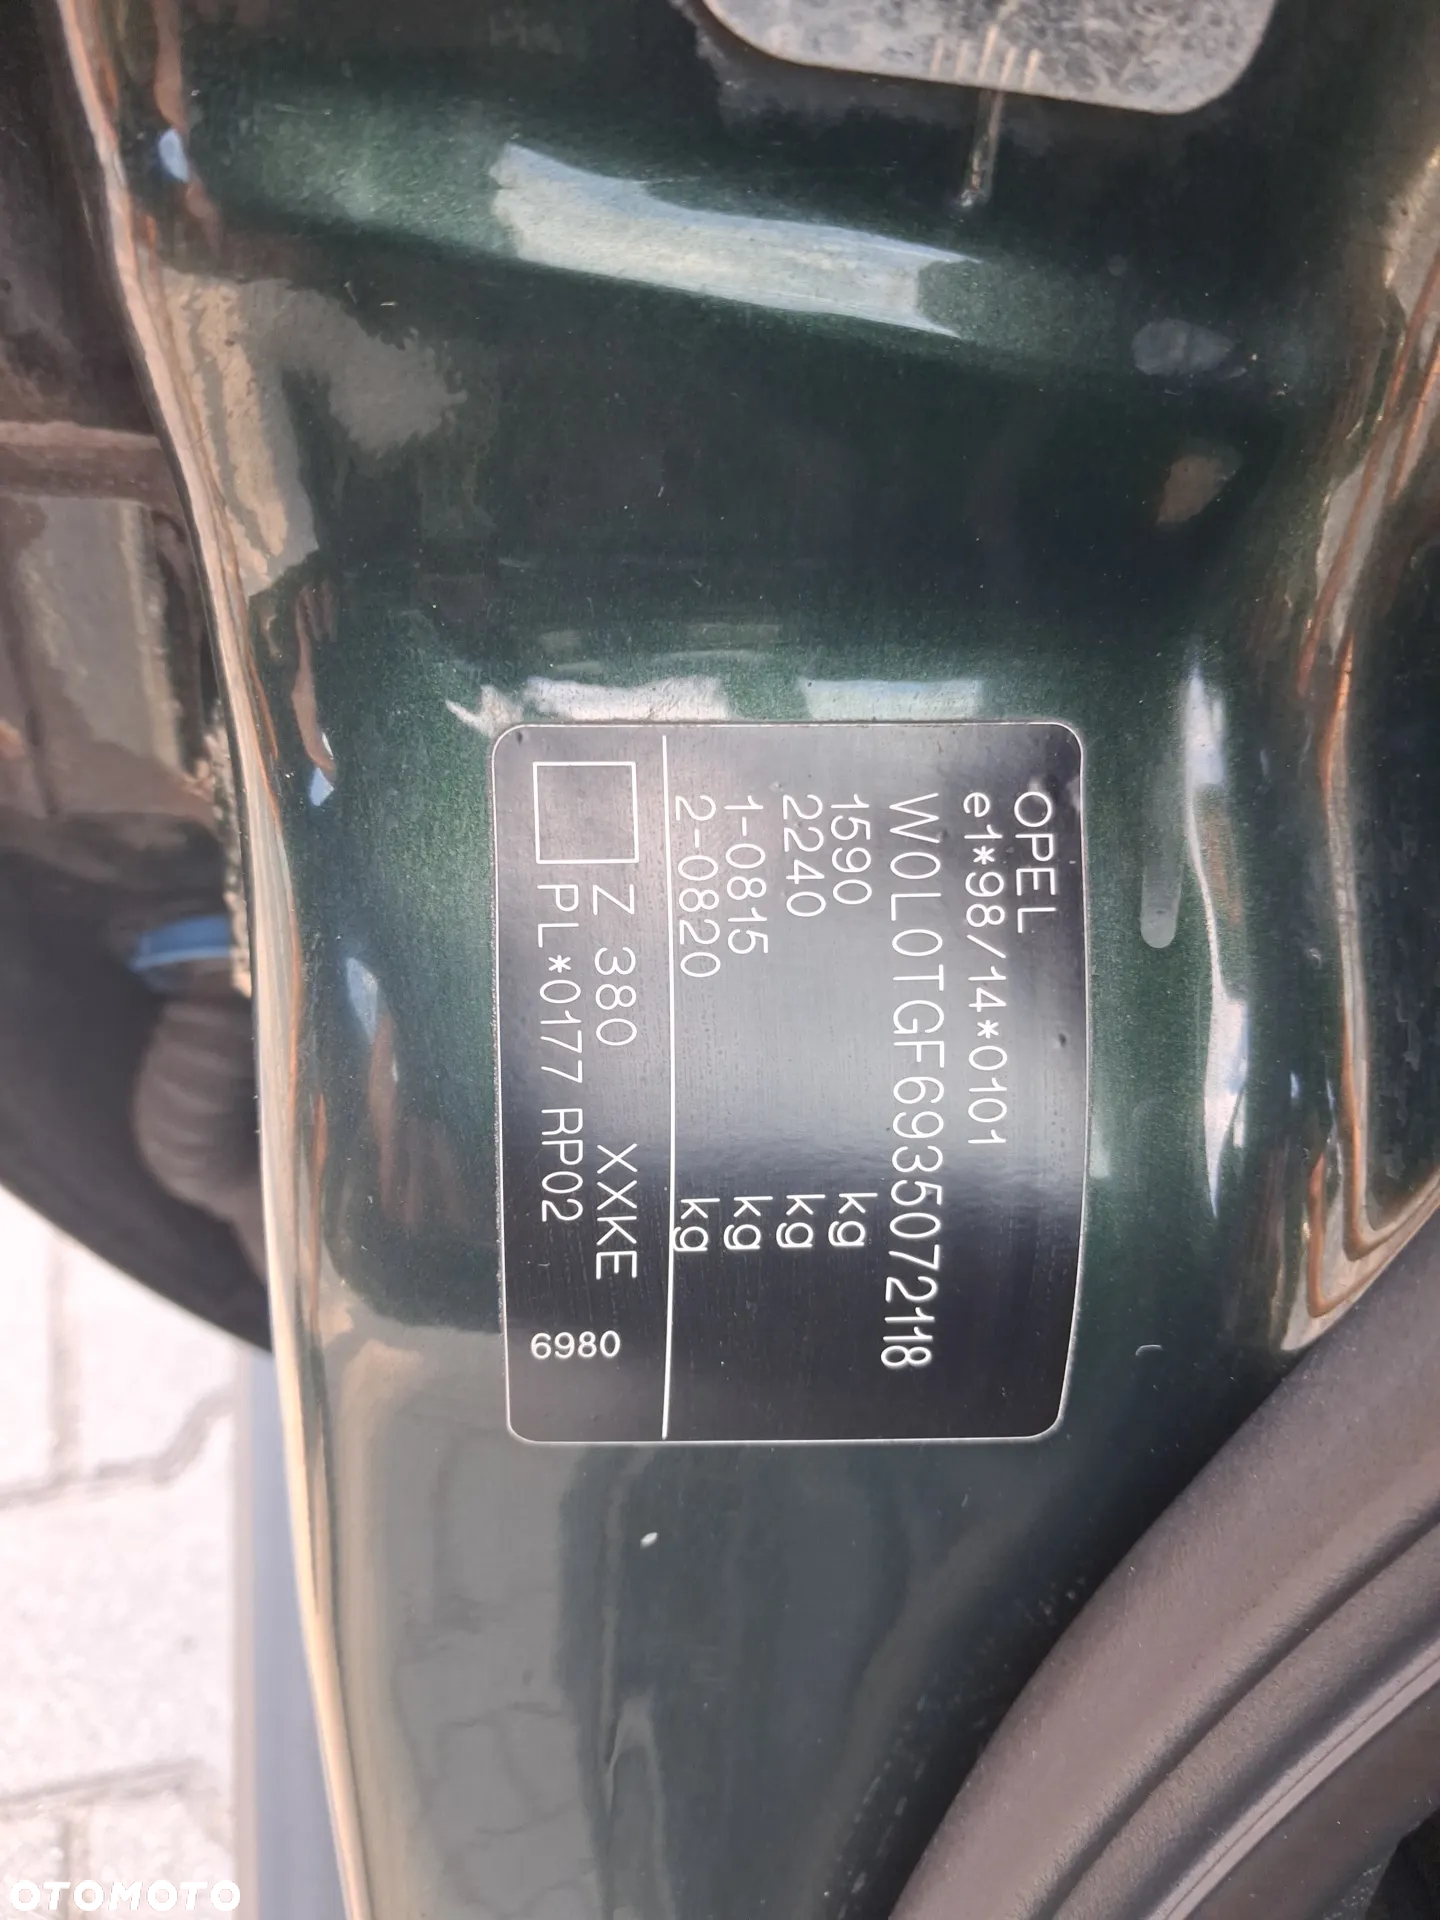 OPEL
e1*98/14*0101
W0L0TGF6935072118
1590 kg
2240 kg
1-0815 kg
2-0820 kg
Z 380 XXKE
PL*0177 RP02 6980
OTOMOTO